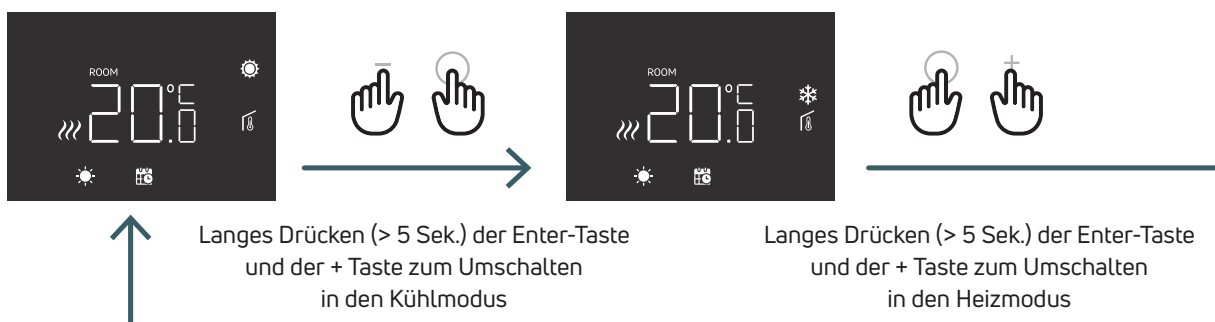 ROOM
20.0 °C
ROOM
20.0 °C
Langes Drücken (> 5 Sek.) der Enter-Taste
und der + Taste zum Umschalten
in den Kühlmodus
Langes Drücken (> 5 Sek.) der Enter-Taste
und der + Taste zum Umschalten
in den Heizmodus